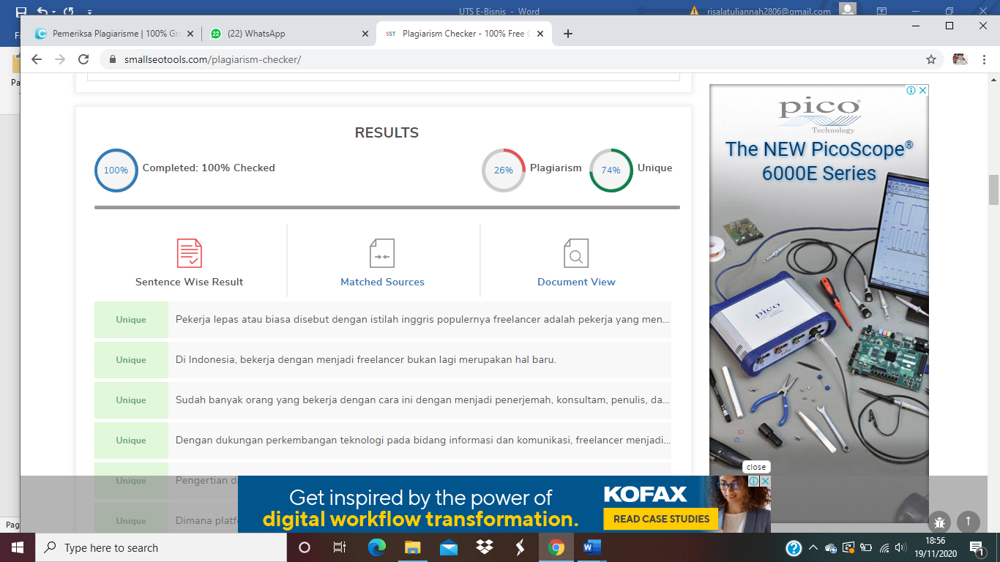 UTS E-Bisnis - Word
risalatuliannah2806@gmail.com
Pemeriksa Plagiarisme | 100% Gra
22
(22) WhatsApp
SST
Plagiarism Checker - 100% Free
smallseotools.com/plagiarism-checker/
Pa
RESULTS
100%
Completed: 100% Checked
26%
Plagiarism
74%
Unique
Sentence Wise Result
Matched Sources
Document View
Unique
Pekerja lepas atau biasa disebut dengan istilah inggris populernya freelancer adalah pekerja yang men...
Unique
Di Indonesia, bekerja dengan menjadi freelancer bukan lagi merupakan hal baru.
Unique
Sudah banyak orang yang bekerja dengan cara ini dengan menjadi penerjemah, konsultam, penulis, da...
Unique
Dengan dukungan perkembangan teknologi pada bidang informasi dan komunikasi, freelancer menjadi...
Unique
Pengertian da
Unique
Dimana platf
pico
Technology
The NEW PicoScope®
6000E Series
pico
close
Get inspired by the power of
digital workflow transformation.
KOFAX
READ CASE STUDIES
Pag
Type here to search
18:56
19/11/2020
1